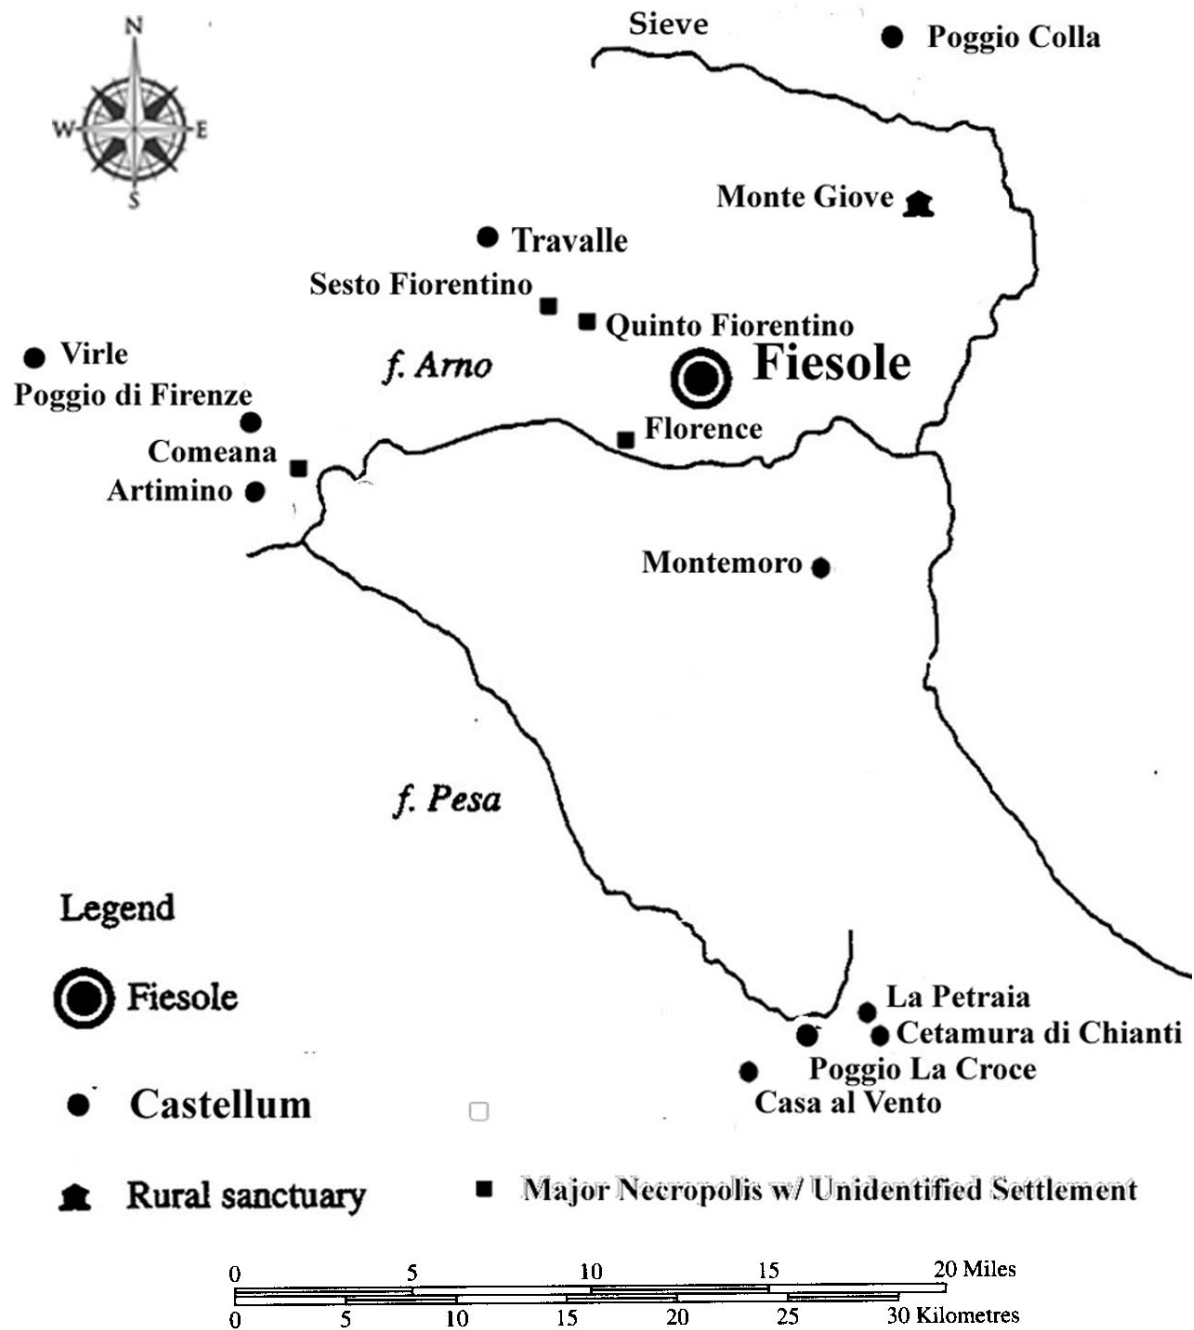 N
W E
S
Sieve
Poggio Colla
Monte Giove
Travalle
Sesto Fiorentino
Quinto Fiorentino
Virle
f. Arno
Fiesole
Poggio di Firenze
Florence
Comeana
Artimino
Montemoro
f. Pesa
Legend
Fiesole
La Petraia
Cetamura di Chianti
Poggio La Croce
Casa al Vento
Castellum
Rural sanctuary
Major Necropolis w/ Unidentified Settlement
0 5 10 15 20 Miles
0 5 10 15 20 25 30 Kilometres